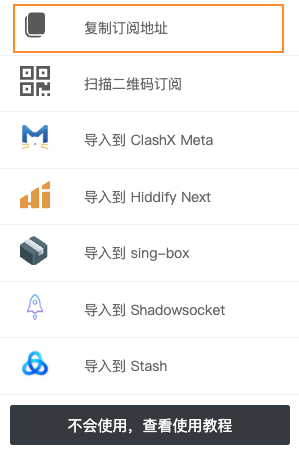 复制订阅地址
扫描二维码订阅
导入到 ClashX Meta
导入到 Hiddify Next
导入到 sing-box
导入到 Shadowsocket
导入到 Stash
不会使用，查看使用教程